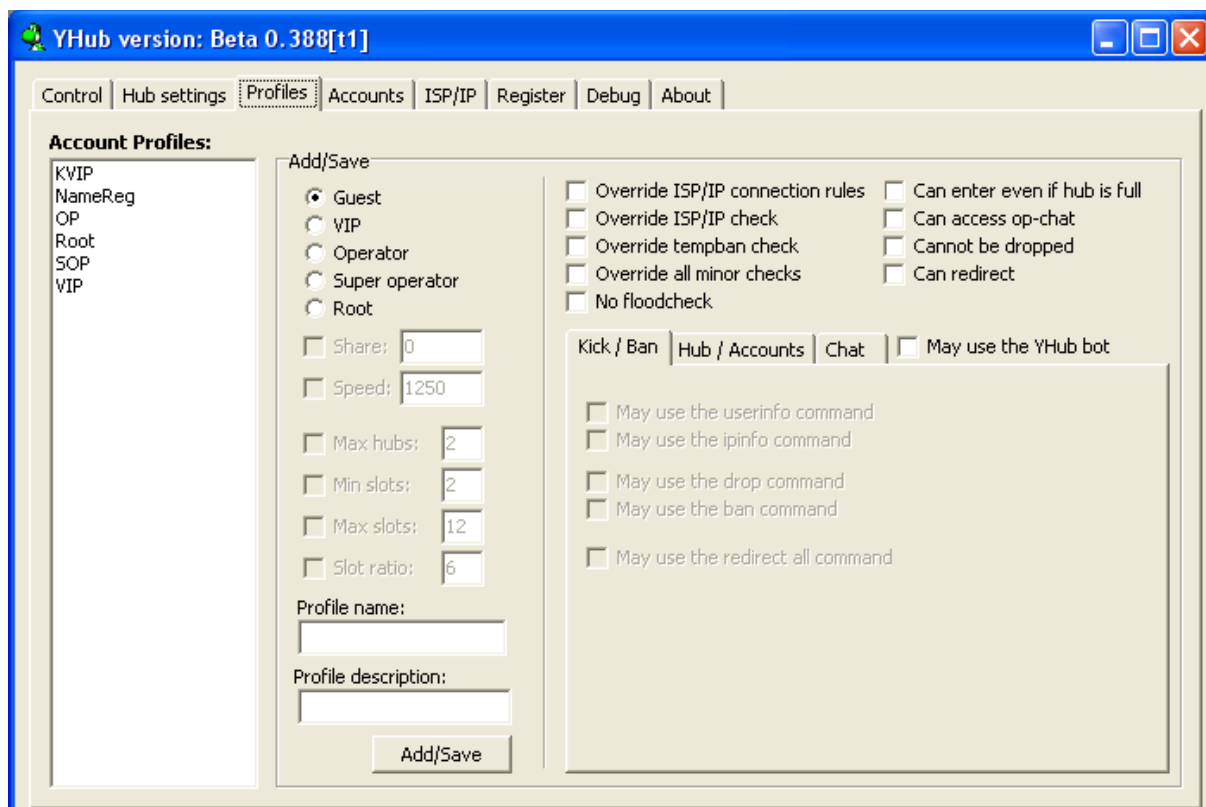 YHub version: Beta 0.388[t1]
Control Hub settings Profiles Accounts ISP/IP Register Debug About
Account Profiles:
KVIP
NameReg
OP
Root
SOP
VIP
Add/Save
Guest
VIP
Operator
Super operator
Root
Share: 0
Speed: 1250
Max hubs: 2
Min slots: 2
Max slots: 12
Slot ratio: 6
Profile name:
Profile description:
Add/Save
Override ISP/IP connection rules
Override ISP/IP check
Override tempban check
Override all minor checks
No floodcheck
Can enter even if hub is full
Can access op-chat
Cannot be dropped
Can redirect
Kick / Ban Hub / Accounts Chat May use the YHub bot
May use the userinfo command
May use the ipinfo command
May use the drop command
May use the ban command
May use the redirect all command